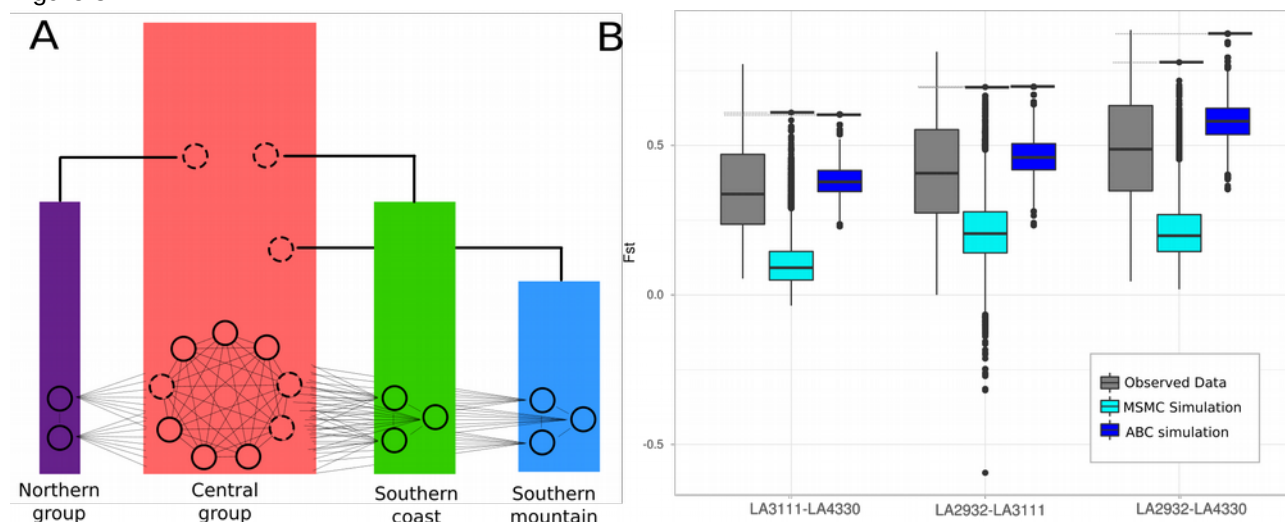 A
B
Northern
group
Central
group
Southern
coast
Southern
mountain
Fst
0.5
0.0
-0.5
Observed Data
MSMC Simulation
ABC simulation
LA3111-LA4330
LA2932-LA3111
LA2932-LA4330